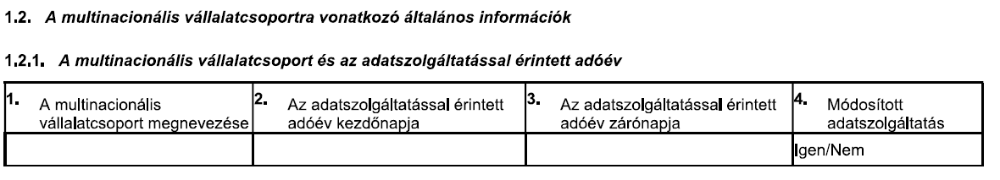 1.2. A multinacionális vállalatcsoportra vonatkozó általános információk
1.2.1. A multinacionális vállalatcsoport és az adatszolgáltatással érintett adóév
1. A multinacionális vállalatcsoport megnevezése
2. Az adatszolgáltatással érintett adóév kezdőnapja
3. Az adatszolgáltatással érintett adóév zárónapja
4. Módosított adatszolgáltatás
Igen/Nem